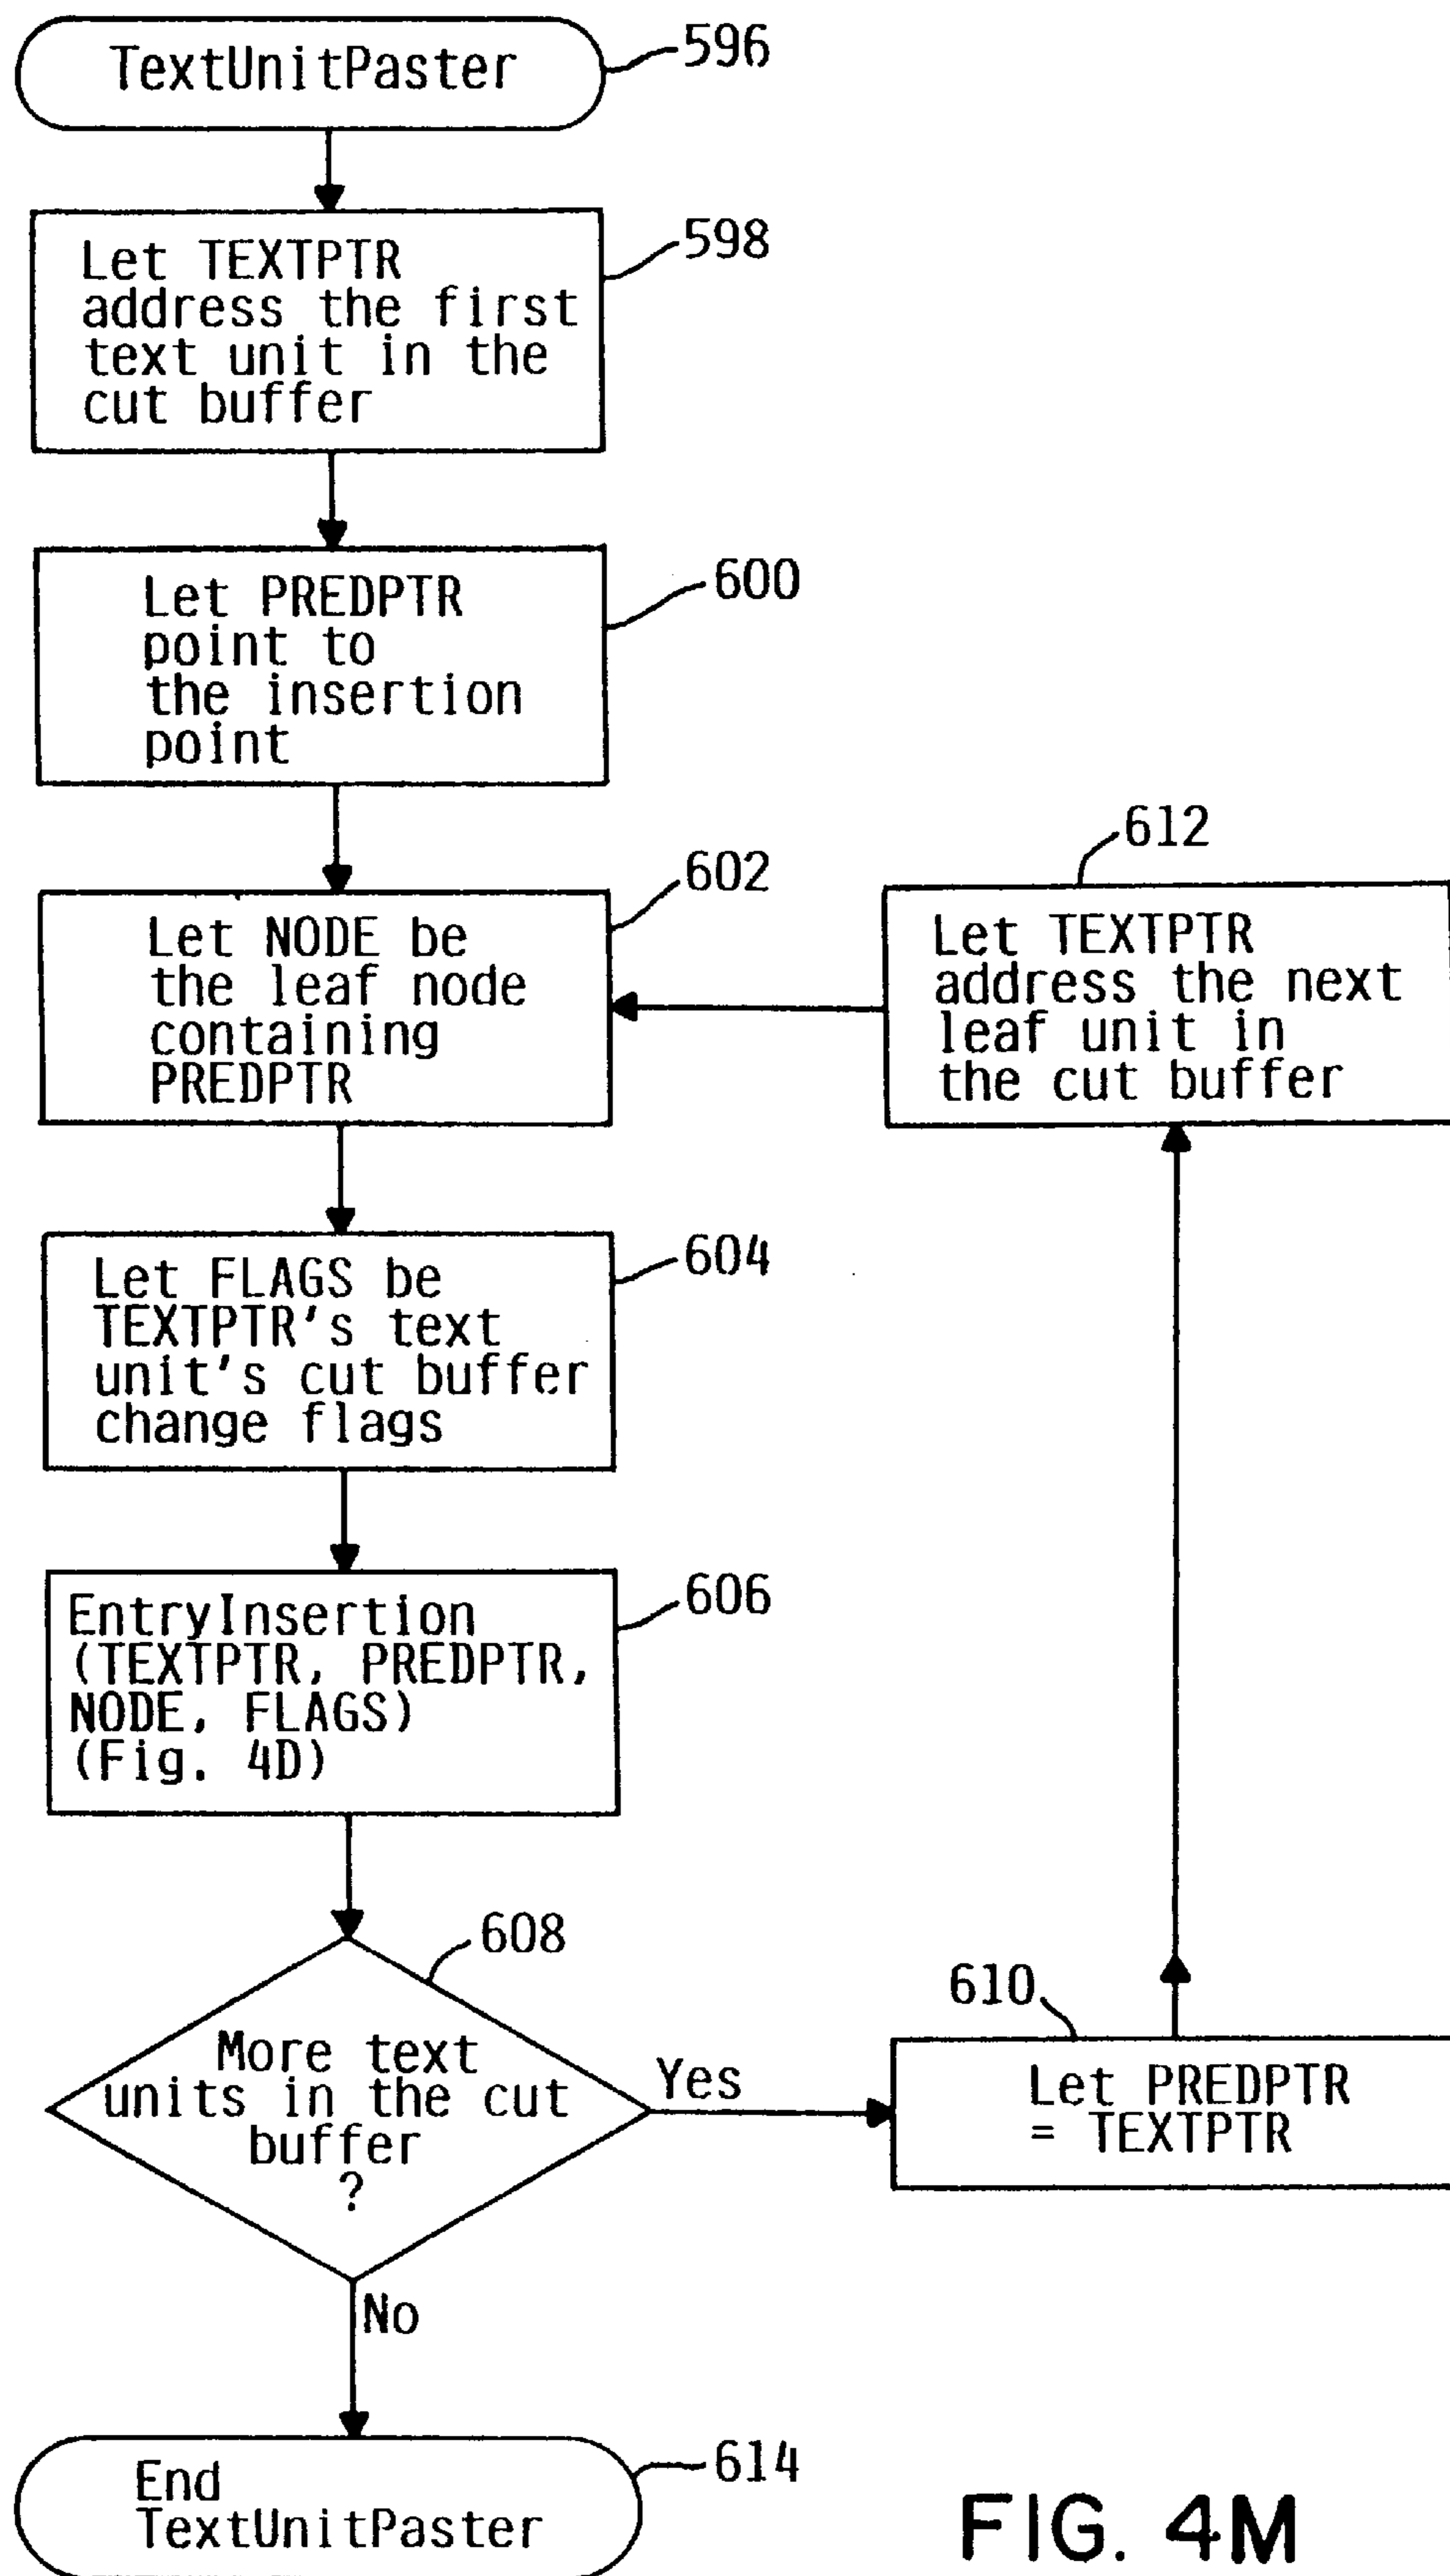 TextUnitPaster
596
Let TEXTPTR
address the first
text unit in the
cut buffer
598
Let PREDPTR
point to
the insertion
point
600
Let NODE be
the leaf node
containing
PREDPTR
602
612
Let TEXTPTR
address the next
leaf unit in
the cut buffer
Let FLAGS be
TEXTPTR's text
unit's cut buffer
change flags
604
EntryInsertion
(TEXTPTR, PREDPTR,
NODE, FLAGS)
(Fig. 4D)
606
608
More text
units in the cut
buffer
?
Yes
610
Let PREDPTR
= TEXTPTR
No
End
TextUnitPaster
614
FIG. 4M